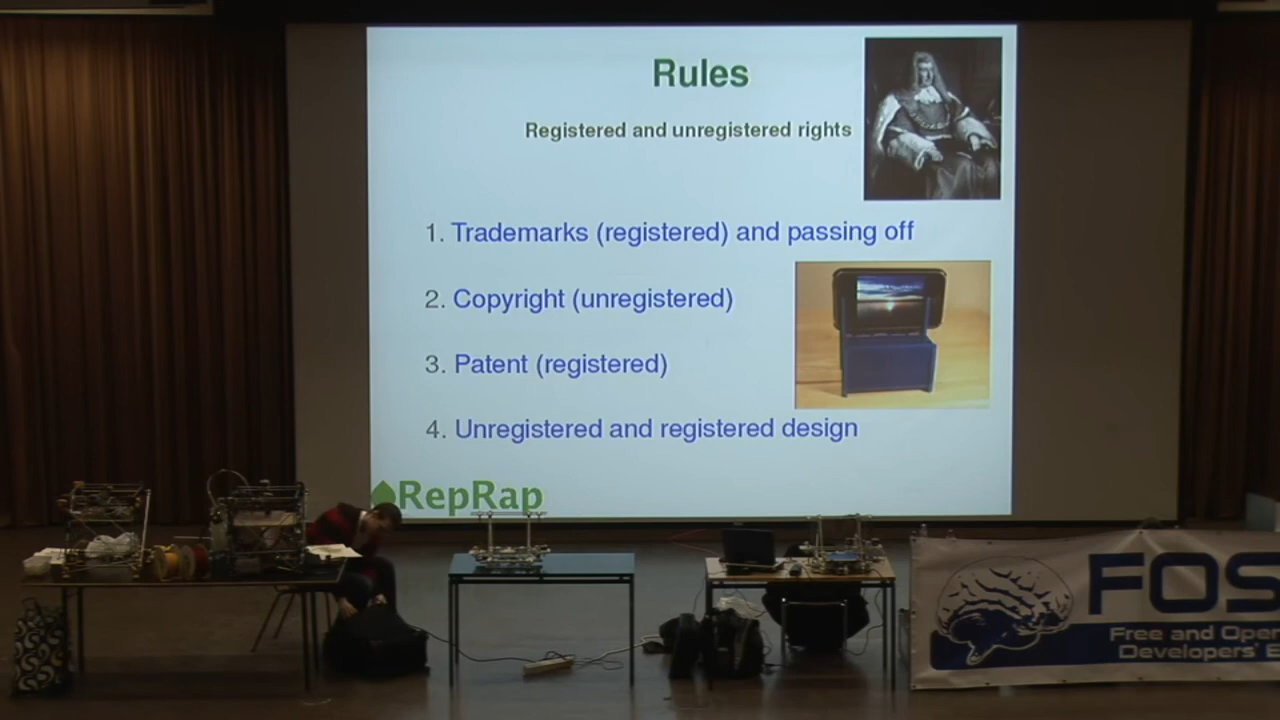 Rules
Registered and unregistered rights
1. Trademarks (registered) and passing off
2. Copyright (unregistered)
3. Patent (registered)
4. Unregistered and registered design
RepRap
FOS
Free and Oper
Developers' E